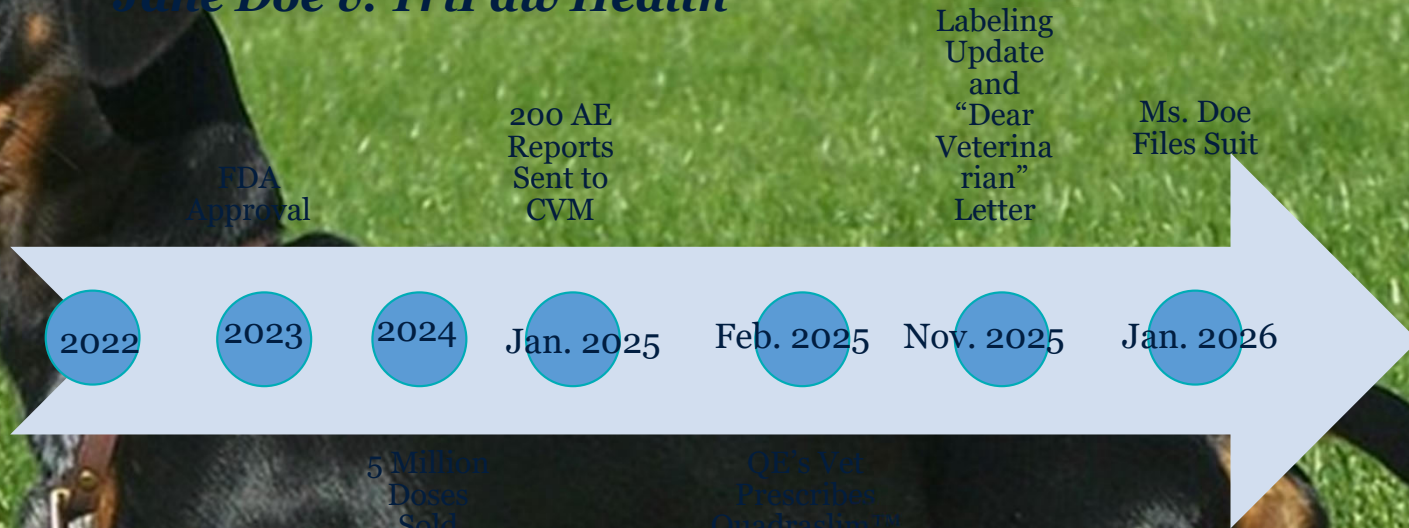 Jane Doe v. TriPaw Health
FDA
Approval
200 AE
Reports
Sent to
CVM
Labeling
Update
and
“Dear
Veterina
rian”
Letter
Ms. Doe
Files Suit
2022
2023
2024
Jan. 2025
Feb. 2025
Nov. 2025
Jan. 2026
5 Million
Doses
Sold
QE’s Vet
Prescribes
Quadraslim™